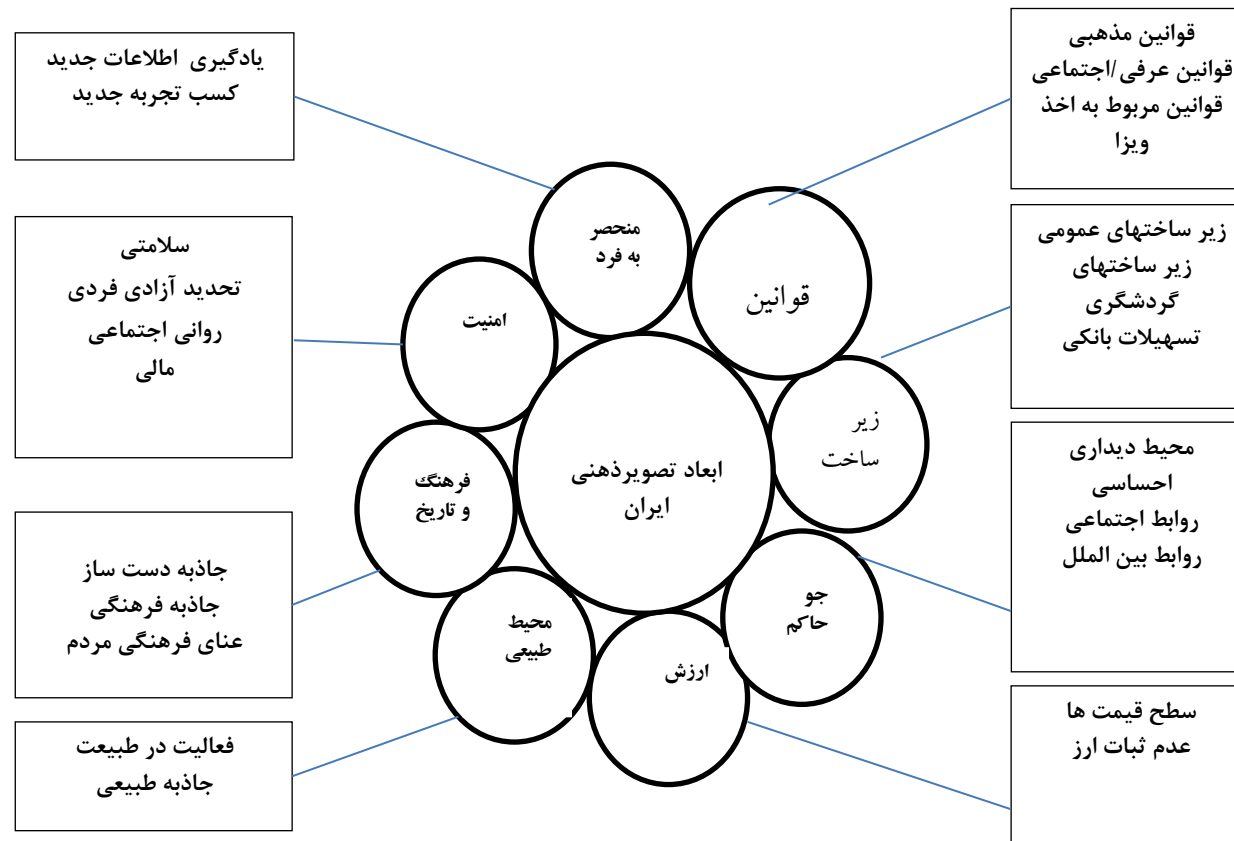 قوانین مذهبی
قوانین عرفی/اجتماعی
قوانین مربوط به اخذ
ویزا
زیر ساختهای عمومی
زیر ساختهای
گردشگری
تسهیلات بانکی
محیط دیداری
احساسی
روابط اجتماعی
روابط بین الملل
سطح قیمت ها
عدم ثبات ارز
قوانین
زیر
ساخت
جو
حاکم
ارزش
محیط
طبیعی
فرهنگ
و تاریخ
امنیت
منحصر
به فرد
ابعاد تصویرذهنی
ایران
یادگیری اطلاعات جدید
کسب تجربه جدید
سلامتی
تحدید آزادی فردی
روانی اجتماعی
مالی
جاذبه دست ساز
جاذبه فرهنگی
عنای فرهنگی مردم
فعالیت در طبیعت
جاذبه طبیعی